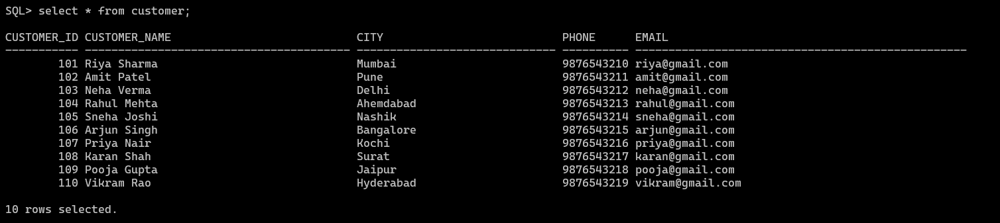 SQL> select * from customer;
CUSTOMER_ID CUSTOMER_NAME                            CITY                           PHONE      EMAIL
----------- ---------------------------------------- ------------------------------ ---------- --------------------------------------------------
        101 Riya Sharma                              Mumbai                         9876543210 riya@gmail.com
        102 Amit Patel                               Pune                           9876543211 amit@gmail.com
        103 Neha Verma                               Delhi                          9876543212 neha@gmail.com
        104 Rahul Mehta                              Ahemdabad                      9876543213 rahul@gmail.com
        105 Sneha Joshi                              Nashik                         9876543214 sneha@gmail.com
        106 Arjun Singh                              Bangalore                      9876543215 arjun@gmail.com
        107 Priya Nair                               Kochi                          9876543216 priya@gmail.com
        108 Karan Shah                               Surat                          9876543217 karan@gmail.com
        109 Pooja Gupta                              Jaipur                         9876543218 pooja@gmail.com
        110 Vikram Rao                               Hyderabad                      9876543219 vikram@gmail.com
10 rows selected.